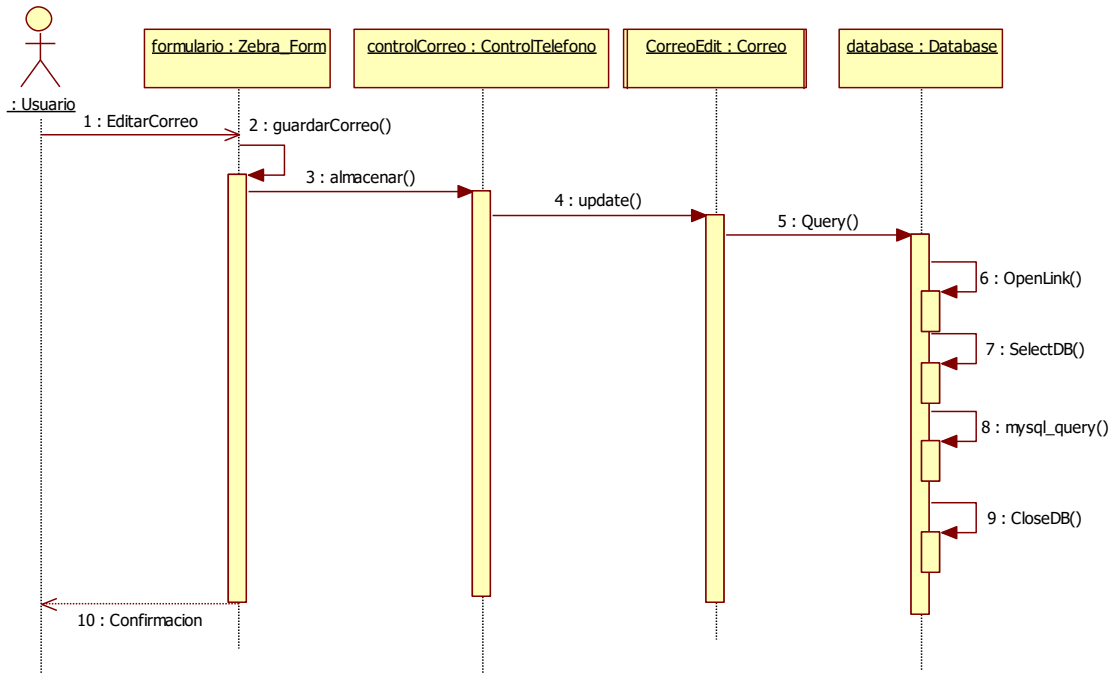 formulario : Zebra_Form
controlCorreo : ControlTelefono
CorreoEdit : Correo
database : Database
: Usuario
1 : EditarCorreo
2 : guardarCorreo()
3 : almacenar()
4 : update()
5 : Query()
6 : OpenLink()
7 : SelectDB()
8 : mysql_query()
9 : CloseDB()
10 : Confirmacion